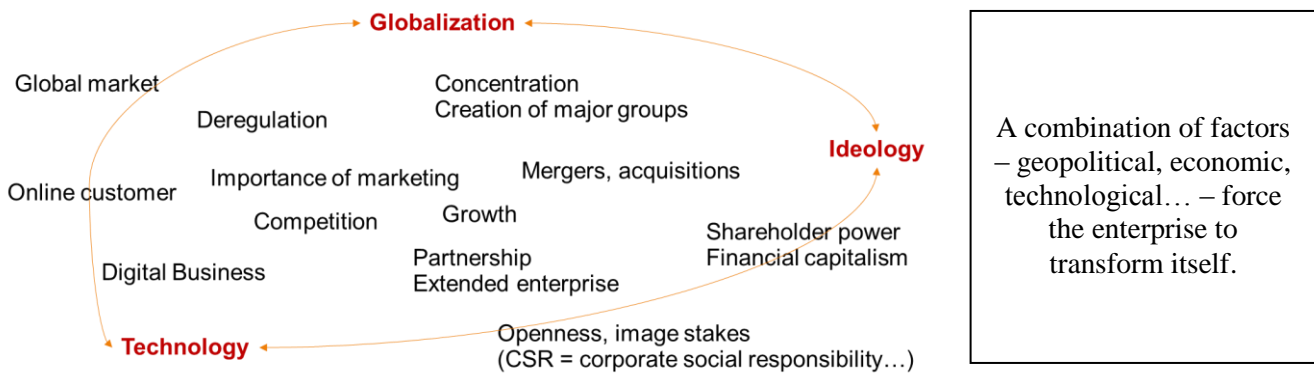 Globalization
Global market
Concentration
Creation of major groups
Deregulation
Ideology
Mergers, acquisitions
Importance of marketing
Online customer
Growth
Competition
Shareholder power
Financial capitalism
Partnership
Extended enterprise
Digital Business
Openness, image stakes
(CSR = corporate social responsibility…)
Technology
A combination of factors
– geopolitical, economic,
technological… – force
the enterprise to
transform itself.